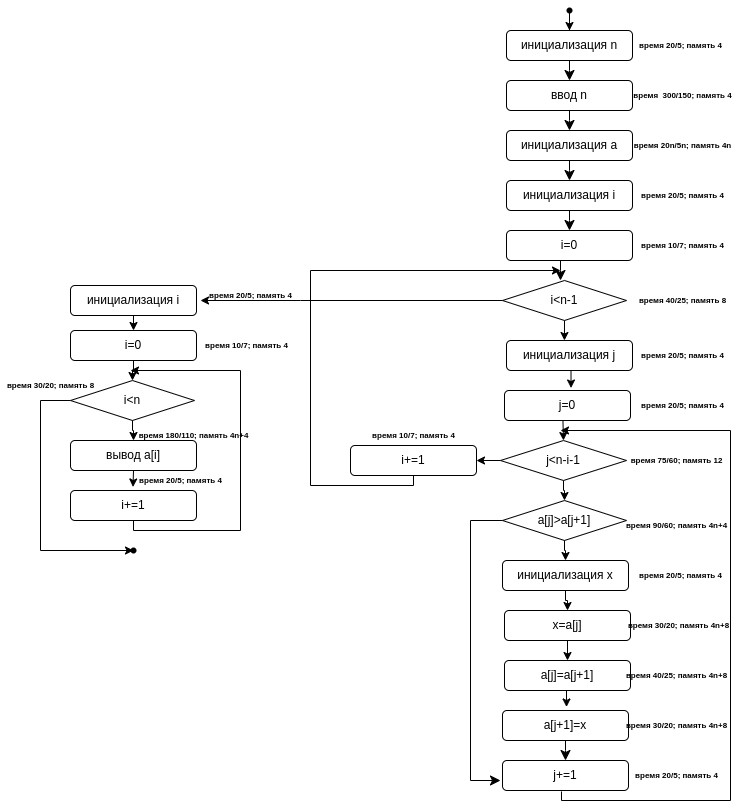 инициализация n
время 20/5; память 4
ввод n
время  300/150; память 4
инициализация a
время 20n/5n; память 4n
инициализация i
время 20/5; память 4
i=0
время 10/7; память 4
i<n-1
время 40/25; память 8
инициализация j
время 20/5; память 4
j=0
время 20/5; память 4
j<n-i-1
время 75/60; память 12
время 10/7; память 4
i+=1
a[j]>a[j+1]
время 90/60; память 4n+4
инициализация x
время 20/5; память 4
x=a[j]
время 30/20; память 4n+8
a[j]=a[j+1]
время 40/25; память 4n+8
a[j+1]=x
время 30/20; память 4n+8
j+=1
время 20/5; память 4
инициализация i
время 20/5; память 4
i=0
время 10/7; память 4
время 30/20; память 8
i<n
время 180/110; память 4n+4
вывод a[i]
время 20/5; память 4
i+=1